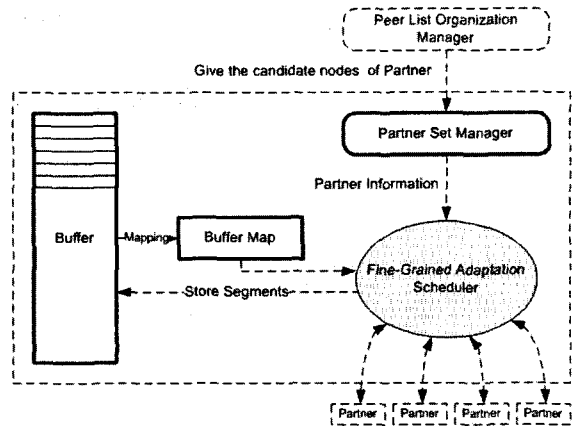 Peer List Organization
Manager
Give the candidate nodes of Partner
Partner Set Manager
Partner Information
Buffer
Mapping
Buffer Map
Fine-Grained Adaptation
Scheduler
Store Segments
Partner
Partner
Partner
Partner